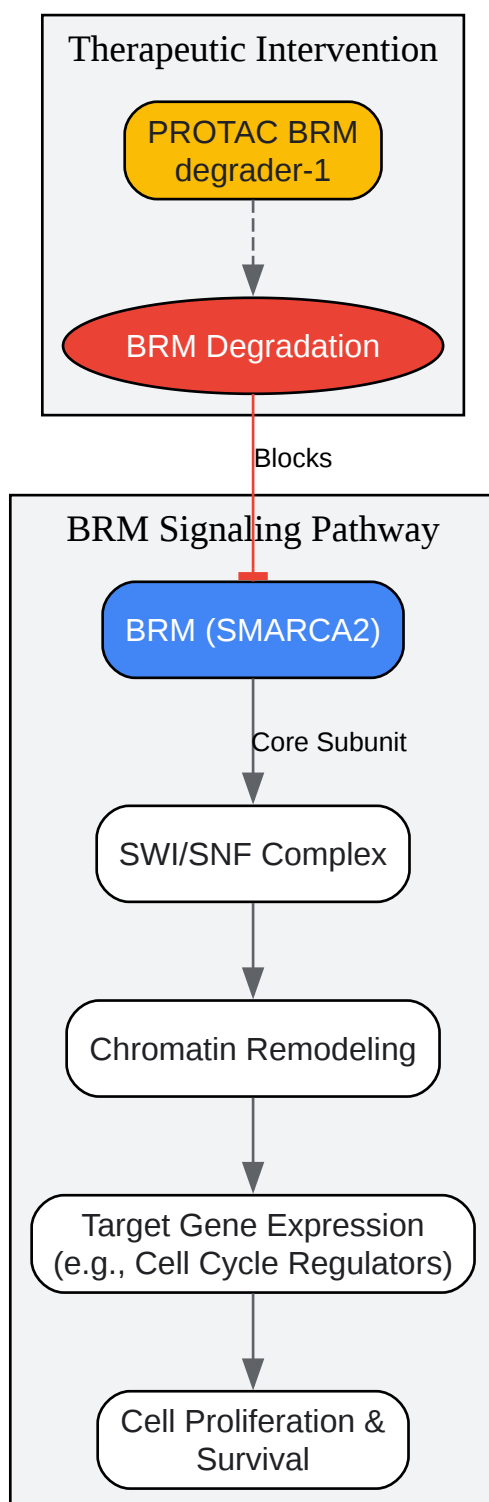 Therapeutic Intervention
PROTAC BRM
degrader-1
BRM Degradation
Blocks
BRM Signaling Pathway
BRM (SMARCA2)
Core Subunit
SWI/SNF Complex
Chromatin Remodeling
Target Gene Expression
(e.g., Cell Cycle Regulators)
Cell Proliferation &
Survival